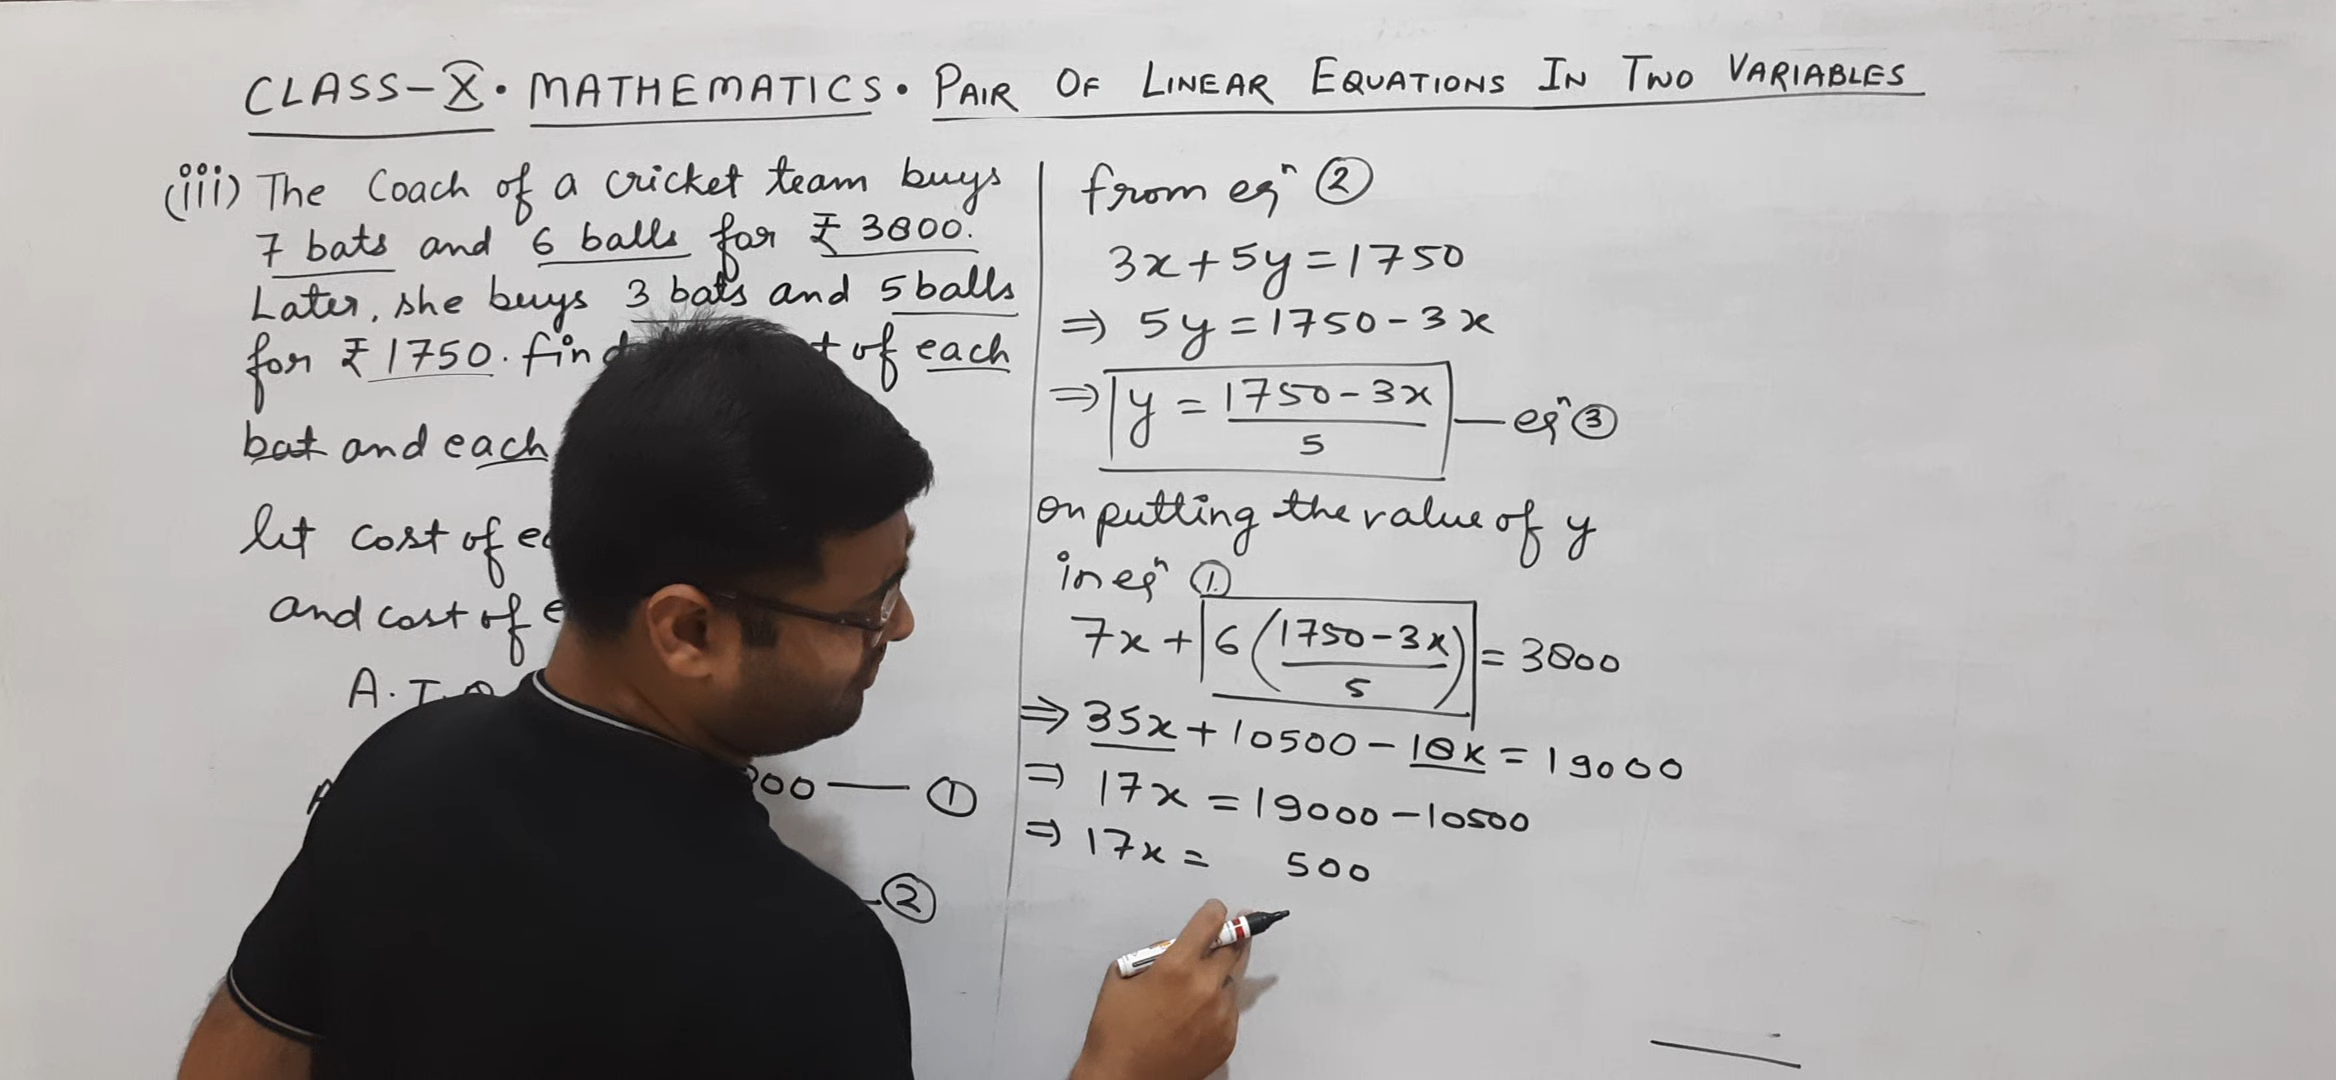 CLASS-X • MATHEMATICS • PAIR OF LINEAR EQUATIONS IN TWO VARIABLES
(iii) The Coach of a cricket team buys
7 bats and 6 balls for ₹ 3800.
Later, she buys 3 bats and 5 balls
for ₹ 1750. find t of each
bat and each
let cost of
and cost of
A.T.Q
00 — ①
— ②
from eqⁿ ②
3x + 5y = 1750
⇒ 5y = 1750 - 3x
⇒ y = (1750 - 3x)/5 — eqⁿ ③
on putting the value of y
in eqⁿ ①
7x + 6((1750 - 3x)/5) = 3800
⇒ 35x + 10500 - 18x = 19000
⇒ 17x = 19000 - 10500
⇒ 17x = 500